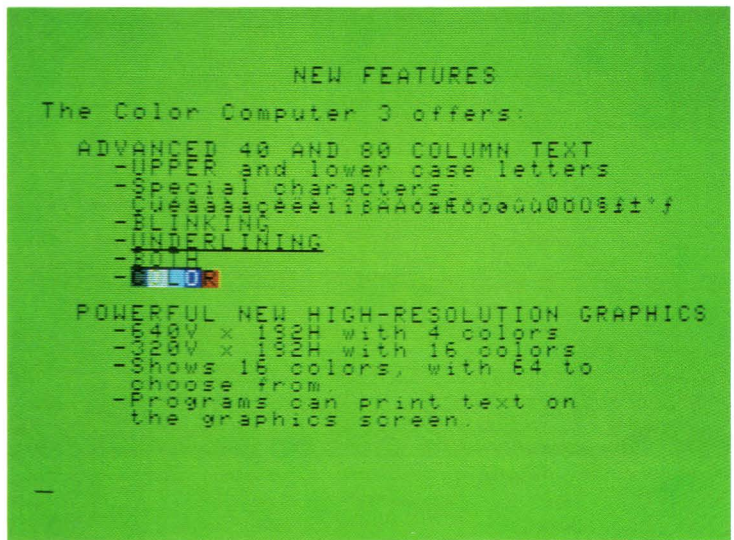 NEW FEATURES
The Color Computer 3 offers:
ADVANCED 40 AND 80 COLUMN TEXT
-UPPER and lower case letters
-Special characters:
-BLINKING
-UNDERLINING
-BOTH
-COLOR
POWERFUL NEW HIGH-RESOLUTION GRAPHICS
-640V x 192H with 4 colors
-320V x 192H with 16 colors
-Shows 16 colors, with 64 to
choose from.
-Programs can print text on
the graphics screen.